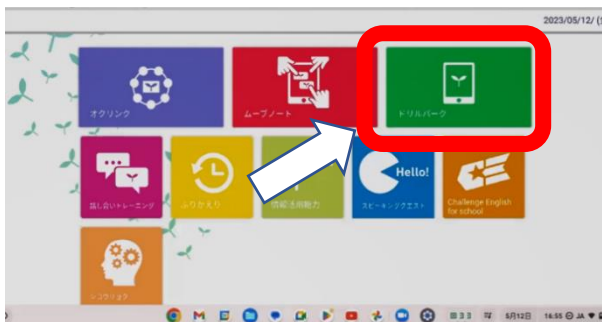 2023/05/12/
オクリンク
ムーブノート
ドリルパーク
話し合いトレーニング
ふりかえり
情報活用能力
Hello!
スピーキングクエスト
Challenge English
for school
5月12日
16:55
JA